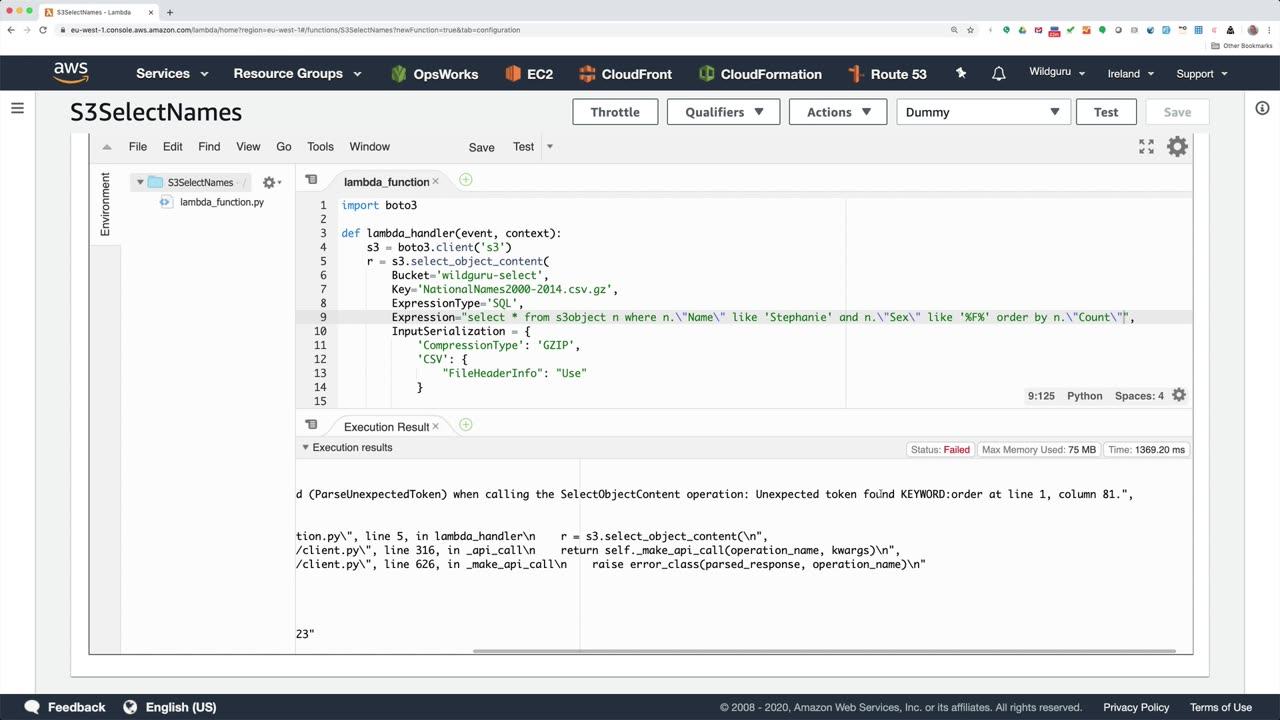 S3SelectNames - Lambda
eu-west-1.console.aws.amazon.com/lambda/home?region=eu-west-1#/functions/S3SelectNames?newFunction=true&tab=configuration
Other Bookmarks
aws Services Resource Groups OpsWorks EC2 CloudFront CloudFormation Route 53 Wildguru Ireland Support
S3SelectNames Throttle Qualifiers Actions Dummy Test Save
File Edit Find View Go Tools Window Save Test
Environment
S3SelectNames /
lambda_function.py
lambda_function
1 import boto3
2
3 def lambda_handler(event, context):
4 s3 = boto3.client('s3')
5 r = s3.select_object_content(
6 Bucket='wildguru-select',
7 Key='NationalNames2000-2014.csv.gz',
8 ExpressionType='SQL',
9 Expression="select * from s3object n where n.\"Name\" like 'Stephanie' and n.\"Sex\" like '%F%' order by n.\"Count\"",
10 InputSerialization = {
11 'CompressionType': 'GZIP',
12 'CSV': {
13 "FileHeaderInfo": "Use"
14 }
15
9:125 Python Spaces: 4
Execution Result
Execution results Status: Failed Max Memory Used: 75 MB Time: 1369.20 ms
d (ParseUnexpectedToken) when calling the SelectObjectContent operation: Unexpected token found KEYWORD:order at line 1, column 81.",
tion.py\", line 5, in lambda_handler\n r = s3.select_object_content(\n",
/client.py\", line 316, in _api_call\n return self._make_api_call(operation_name, kwargs)\n",
/client.py\", line 626, in _make_api_call\n raise error_class(parsed_response, operation_name)\n"
23"
Feedback English (US) © 2008 - 2020, Amazon Web Services, Inc. or its affiliates. All rights reserved. Privacy Policy Terms of Use